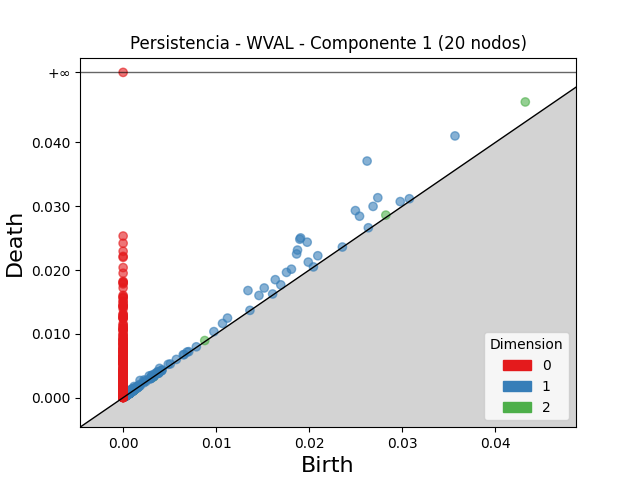 Persistencia - WVAL - Componente 1 (20 nodos)
+∞
0.040
0.030
0.020
0.010
0.000
Death
Dimension
0
1
2
0.00 0.01 0.02 0.03 0.04
Birth